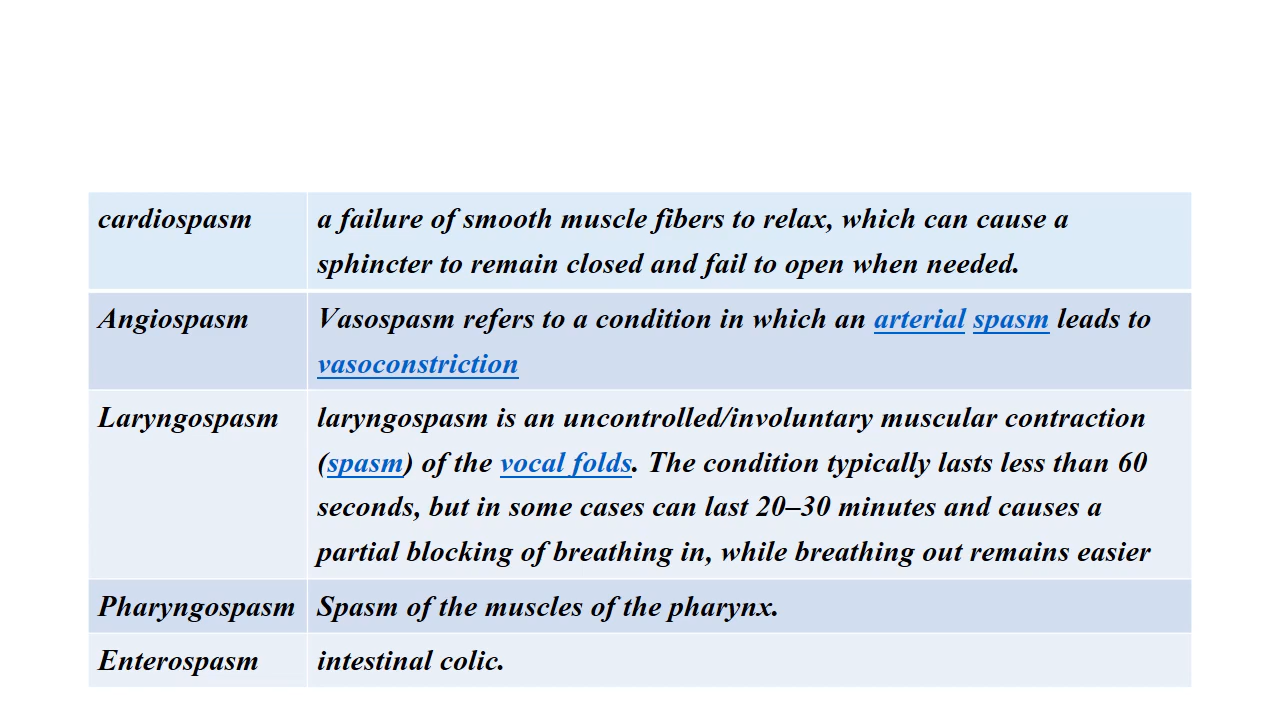 cardiospasm
a failure of smooth muscle fibers to relax, which can cause a
sphincter to remain closed and fail to open when needed.
Angiospasm
Vasospasm refers to a condition in which an arterial spasm leads to
vasoconstriction
Laryngospasm
laryngospasm is an uncontrolled/involuntary muscular contraction
(spasm) of the vocal folds. The condition typically lasts less than 60
seconds, but in some cases can last 20–30 minutes and causes a
partial blocking of breathing in, while breathing out remains easier
Pharyngospasm
Spasm of the muscles of the pharynx.
Enterospasm
intestinal colic.